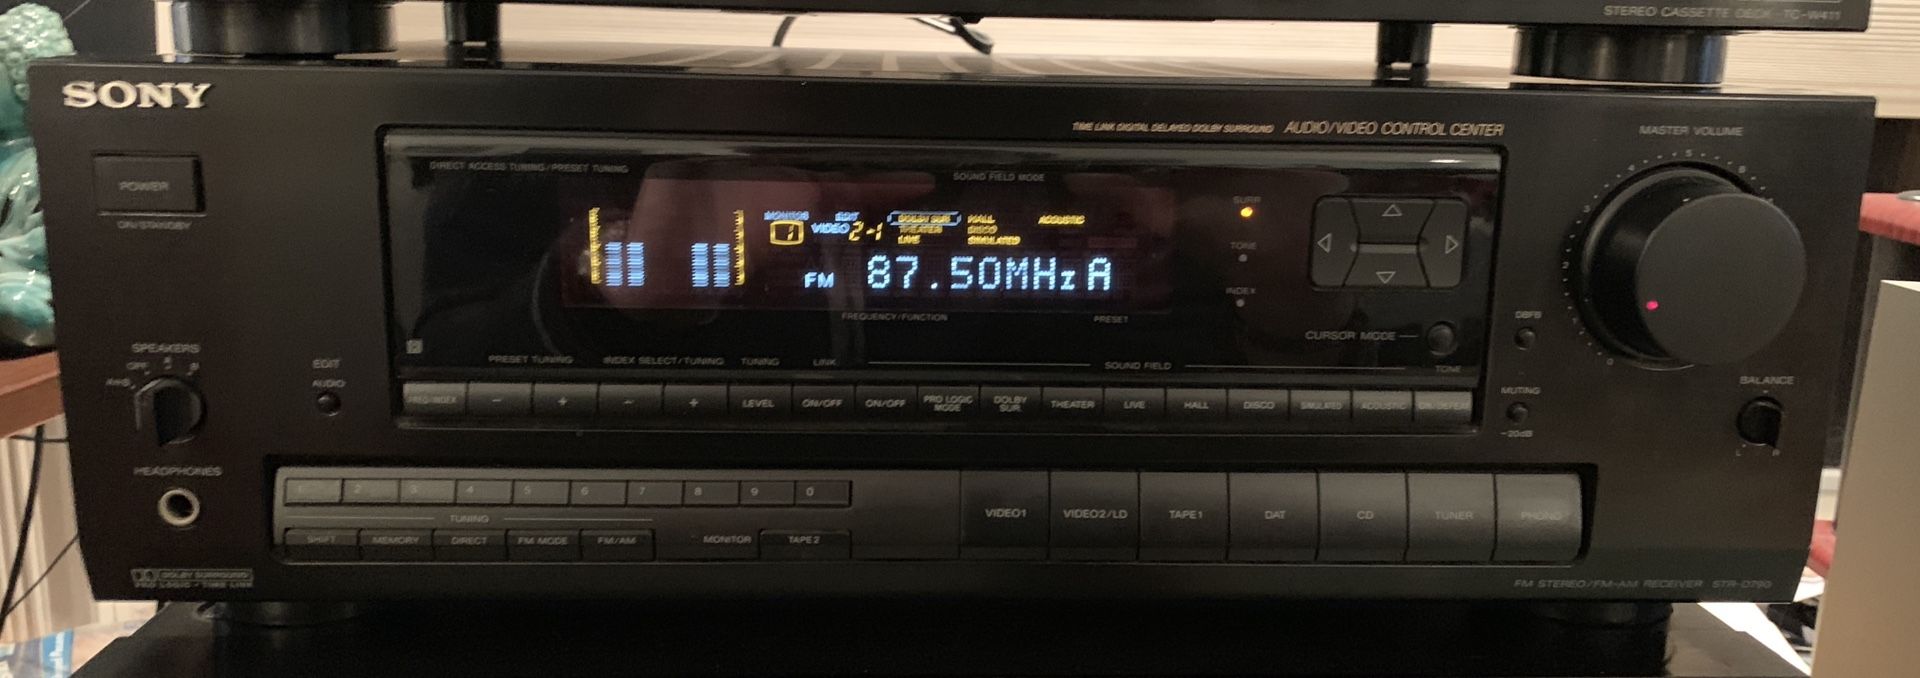 STEREO CASSETTE DECK TC-W411
SONY
TIME LINK DIGITAL DELAYED DOLBY SURROUND AUDIO/VIDEO CONTROL CENTER
MASTER VOLUME
POWER
ON/STANDBY
DIRECT ACCESS TUNING/PRESET TUNING
SOUND FIELD MODE
SURR
TONE
INDEX
MONITOR EDIT DOLBY SUR HALL ACOUSTIC
1 VIDEO 2-1 THEATER DISCO
LIVE SIMULATED
FM 87.50MHz A
FREQUENCY/FUNCTION PRESET
CURSOR MODE
DBFB
SPEAKERS
OFF A B
A+B
EDIT
AUDIO
PRESET TUNING INDEX SELECT/TUNING TUNING LINK SOUND FIELD TONE
FREQ/INDEX - + - + LEVEL ON/OFF ON/OFF PRO LOGIC MODE DOLBY SUR THEATER LIVE HALL DISCO SIMULATED ACOUSTIC ON/DEFEAT
MUTING
-20dB
BALANCE
L R
HEADPHONES
1 2 3 4 5 6 7 8 9 0
TUNING
SHIFT MEMORY DIRECT FM MODE FM/AM MONITOR TAPE2
VIDEO1 VIDEO2/LD TAPE1 DAT CD TUNER PHONO
DOLBY SURROUND
PRO LOGIC · TIME LINK
FM STEREO/FM-AM RECEIVER STR-D790